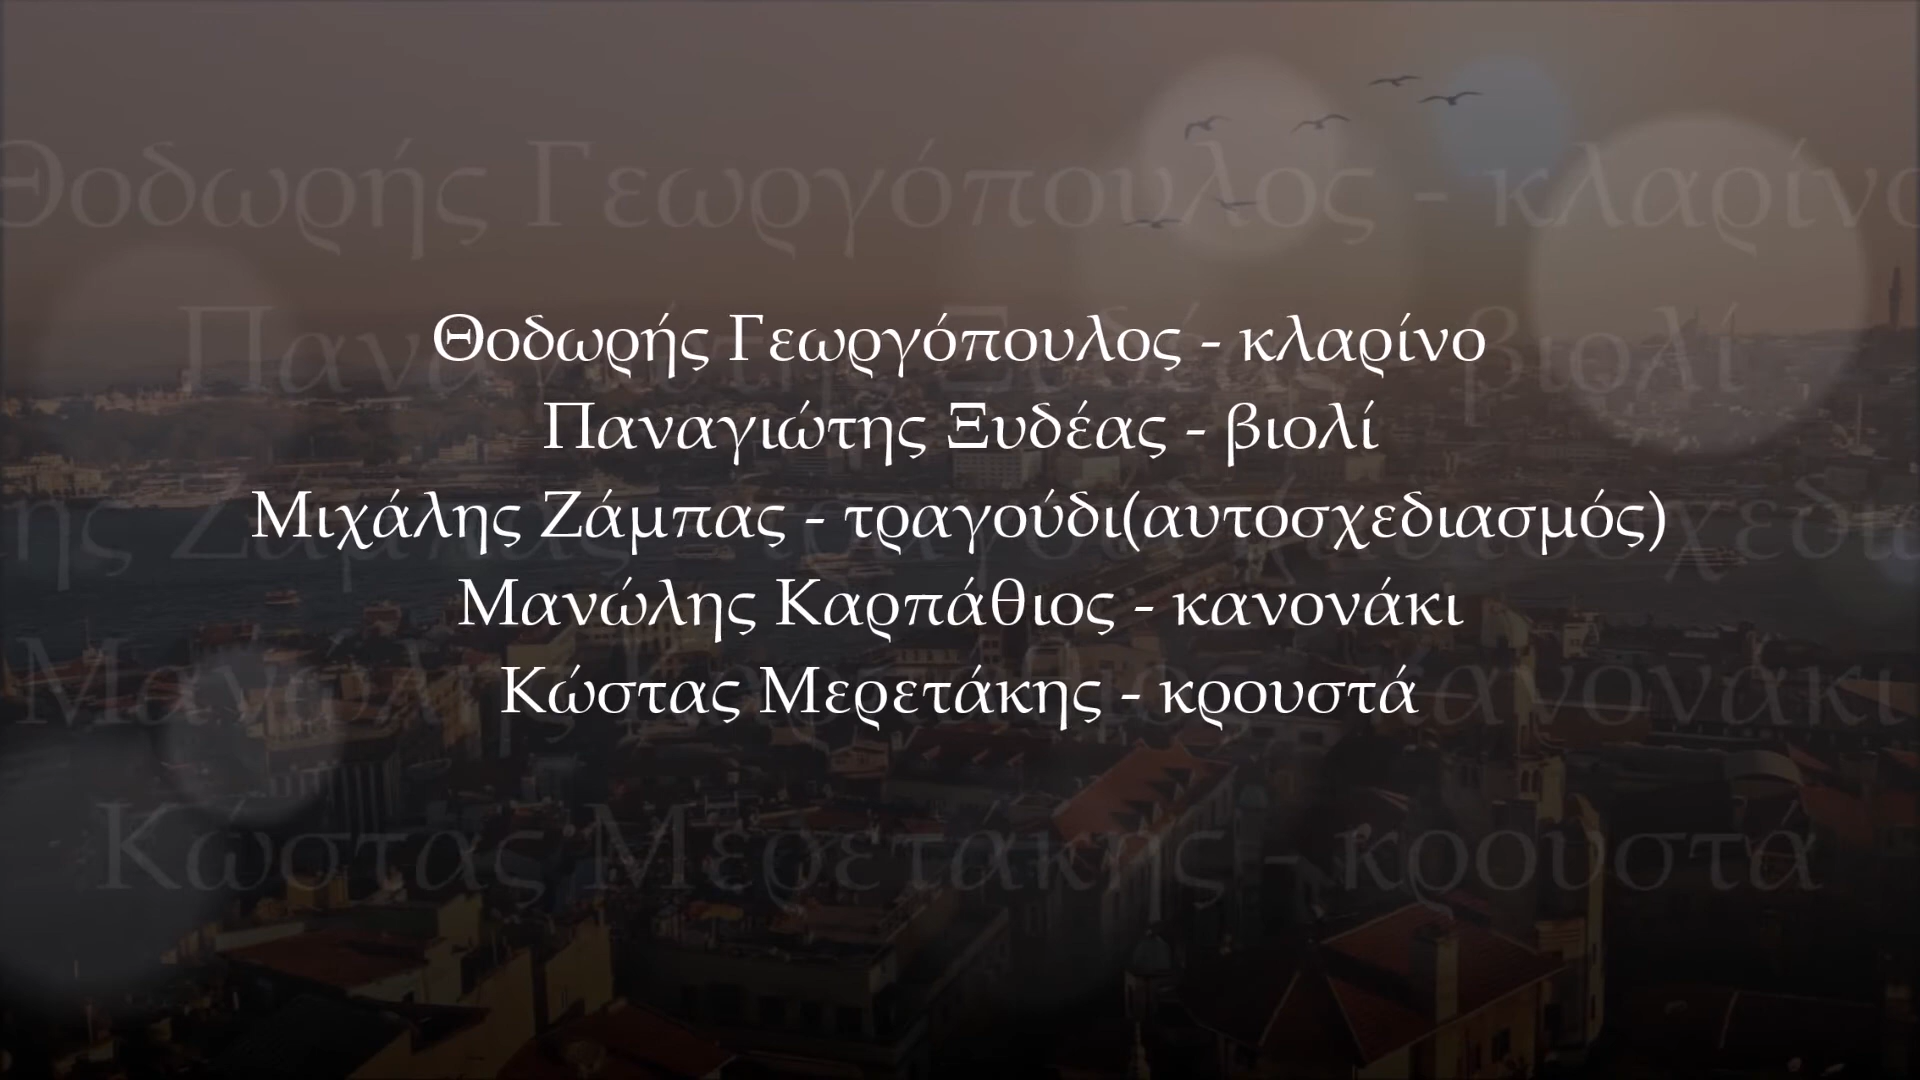 Θοδωρής Γεωργόπουλος - κλαρίνο
Παναγιώτης Ξυδέας - βιολί
Μιχάλης Ζάμπας - τραγούδι(αυτοσχεδιασμός)
Μανώλης Καρπάθιος - κανονάκι
Κώστας Μερετάκης - κρουστά